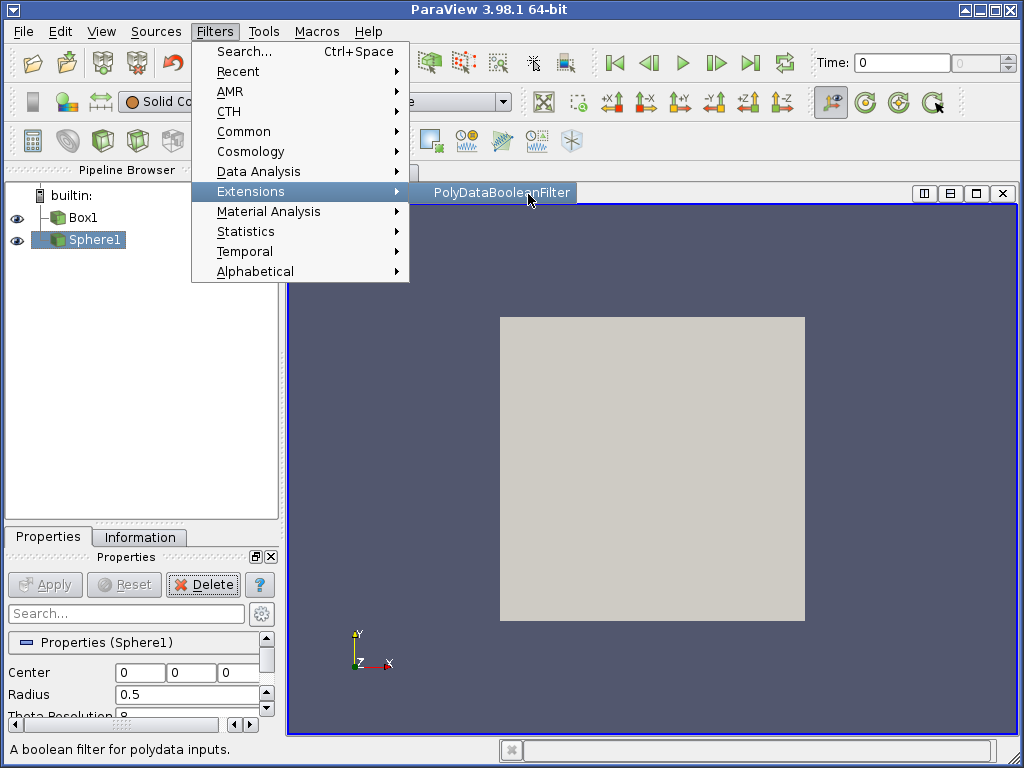 ParaView 3.98.1 64-bit
File Edit View Sources Filters Tools Macros Help
Search... Ctrl+Space
Recent
AMR
CTH
Common
Cosmology
Data Analysis
Extensions
PolyDataBooleanFilter
Material Analysis
Statistics
Temporal
Alphabetical
Time: 0 0
Solid Co e
Pipeline Browser
builtin:
Box1
Sphere1
Properties Information
Properties
Apply Reset Delete ?
Search...
Properties (Sphere1)
Center 0 0 0
Radius 0.5
Theta Resolution 8
Y
Z X
A boolean filter for polydata inputs.